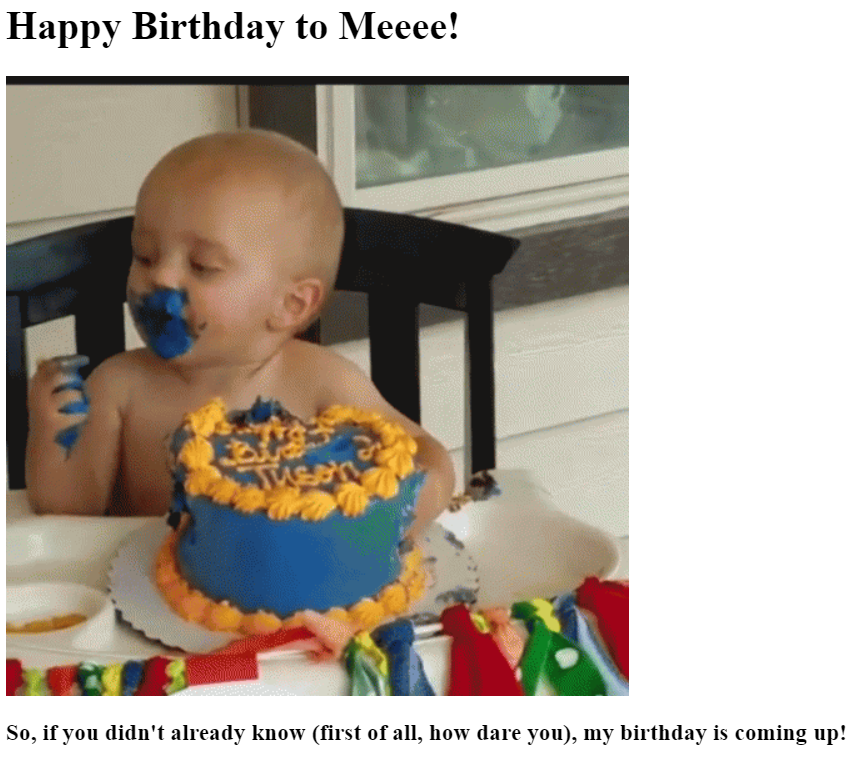 Happy Birthday to Meeee!
Tyson
So, if you didn't already know (first of all, how dare you), my birthday is coming up!